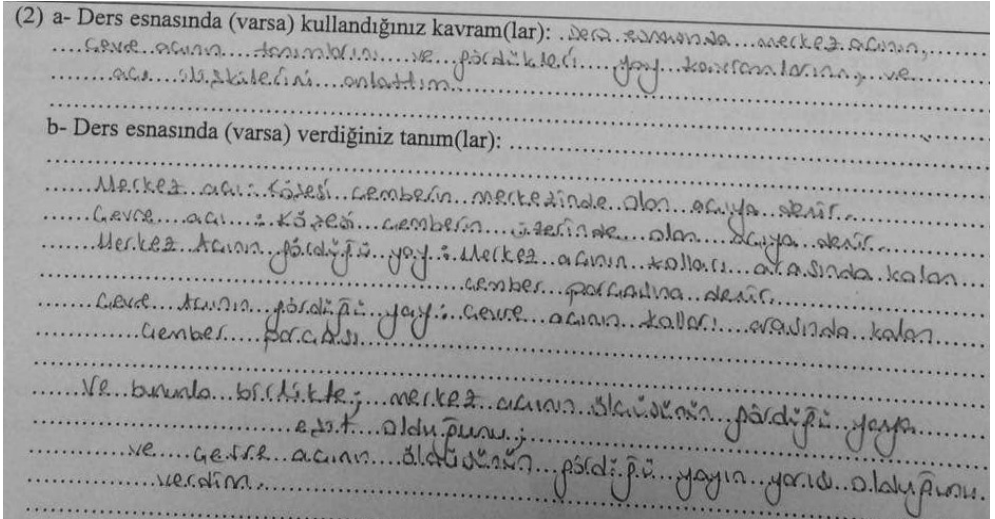 (2) a- Ders esnasında (varsa) kullandığınız kavram(lar): Ders esnasında merkez açının,
çevre açının tanımlarını ve gördükleri yay kavramlarını, ve
açı ilişkilerini anlattım.
b- Ders esnasında (varsa) verdiğiniz tanım(lar):
Merkez açı: Köşesi çemberin merkezinde olan açıya denir.
Çevre açı : Köşesi çemberin üzerinde olan açıya denir.
Merkez Açının gördüğü yay : Merkez açının kolları arasında kalan
çember parçasına denir.
Çevre Açının gördüğü yay : Çevre açının kolları arasında kalan
çember parçası
Ve bununla birlikte; merkez açının ölçüsünün gördüğü yaya
eşit olduğunu;
ve çevre açının ölçüsünün gördüğü yayın yarısı olduğunu
verdim.